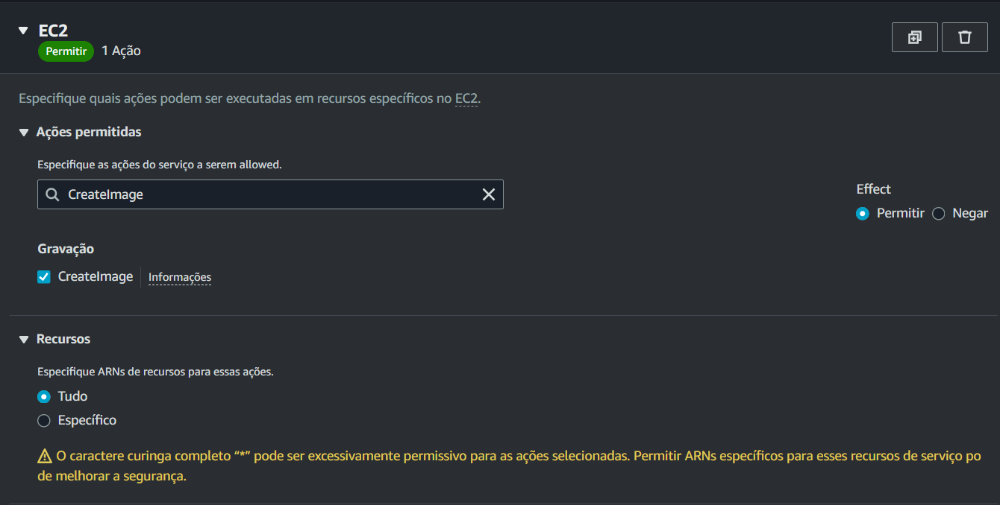 EC2
Permitir 1 Ação
Especifique quais ações podem ser executadas em recursos específicos no EC2.
Ações permitidas
Especifique as ações do serviço a serem allowed.
CreateImage
Effect
Permitir Negar
Gravação
CreateImage Informações
Recursos
Especifique ARNs de recursos para essas ações.
Tudo
Específico
O caractere curinga completo “*” pode ser excessivamente permissivo para as ações selecionadas. Permitir ARNs específicos para esses recursos de serviço po
de melhorar a segurança.